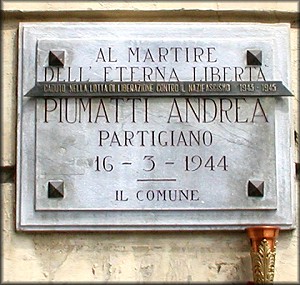 AL MARTIRE
DELL' ETERNA LIBERTÀ
CADUTO NELLA LOTTA DI LIBERAZIONE CONTRO IL NAZIFASCISMO 1943-1945
PIUMATTI ANDREA
PARTIGIANO
16-3-1944
IL COMUNE